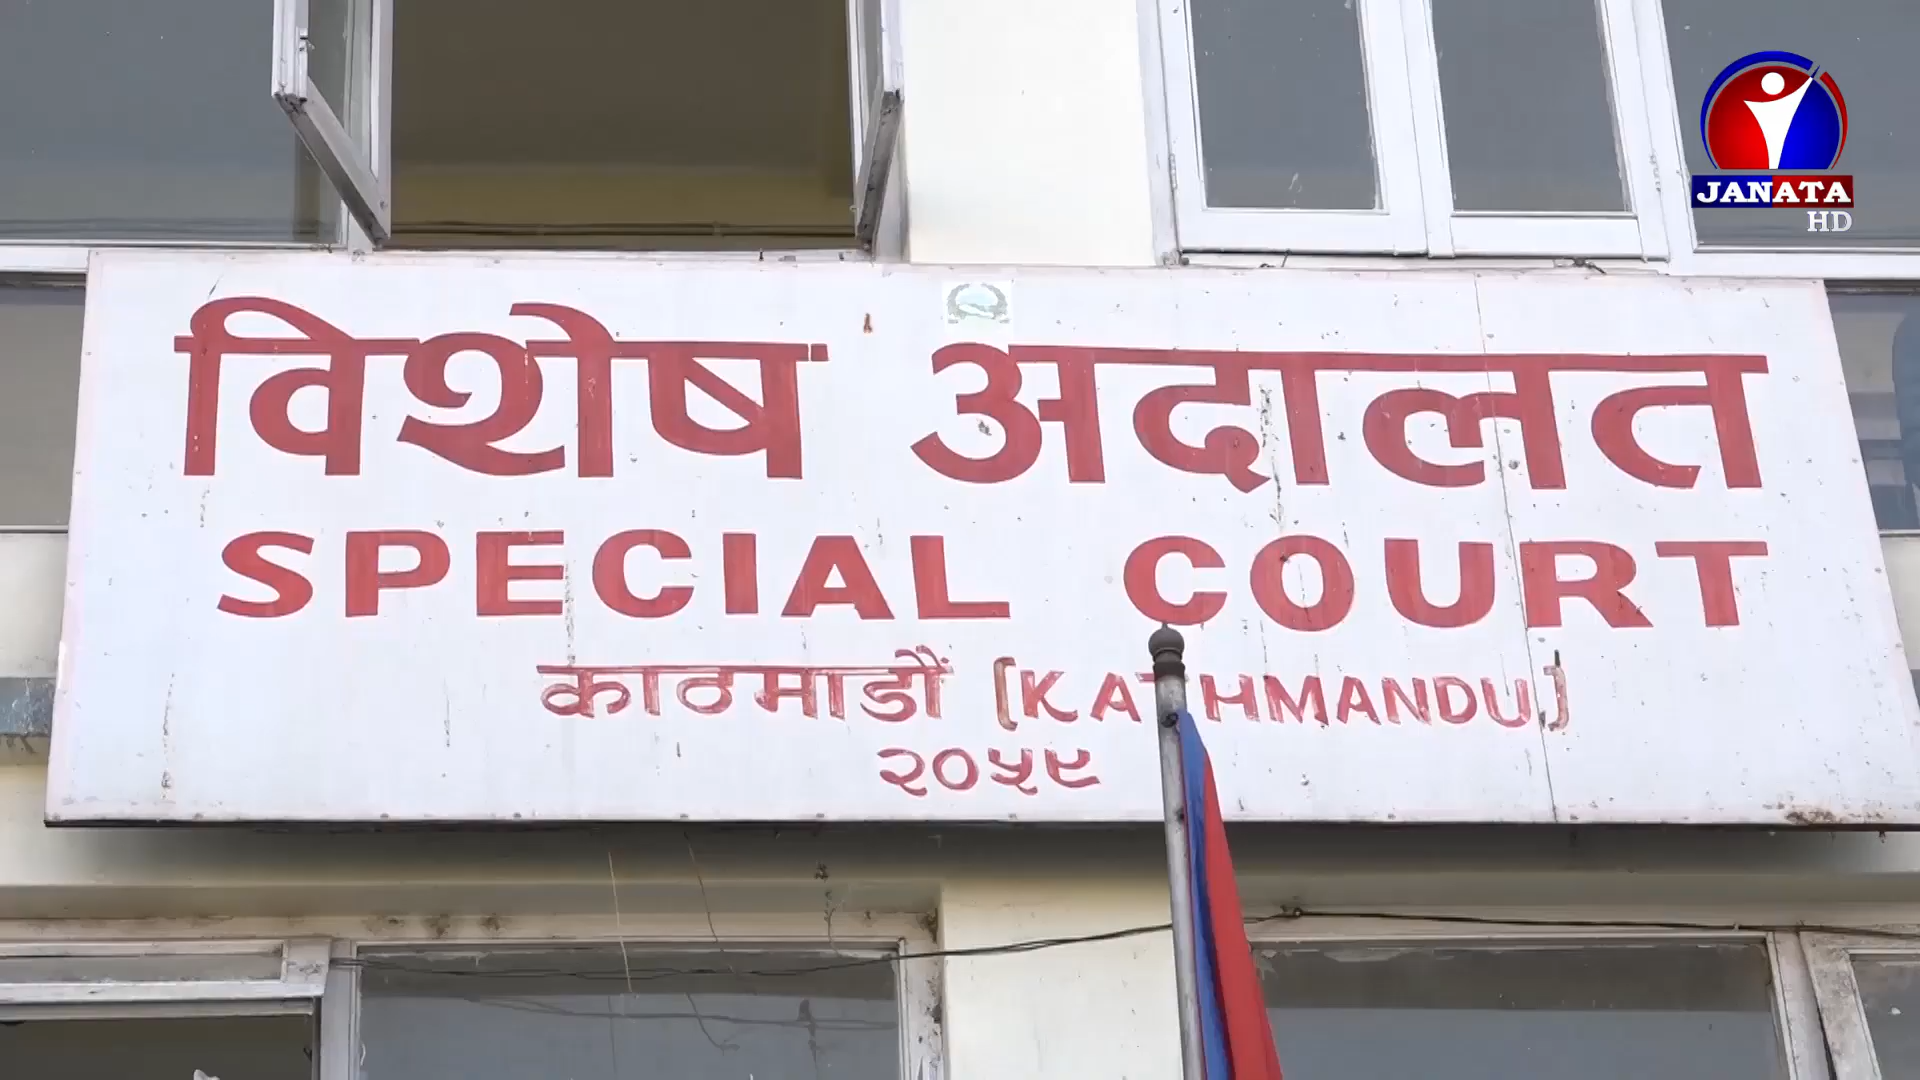 JANATA
HD
विशेष अदालत
SPECIAL COURT
काठमाडौं (KATHMANDU)
२०५९